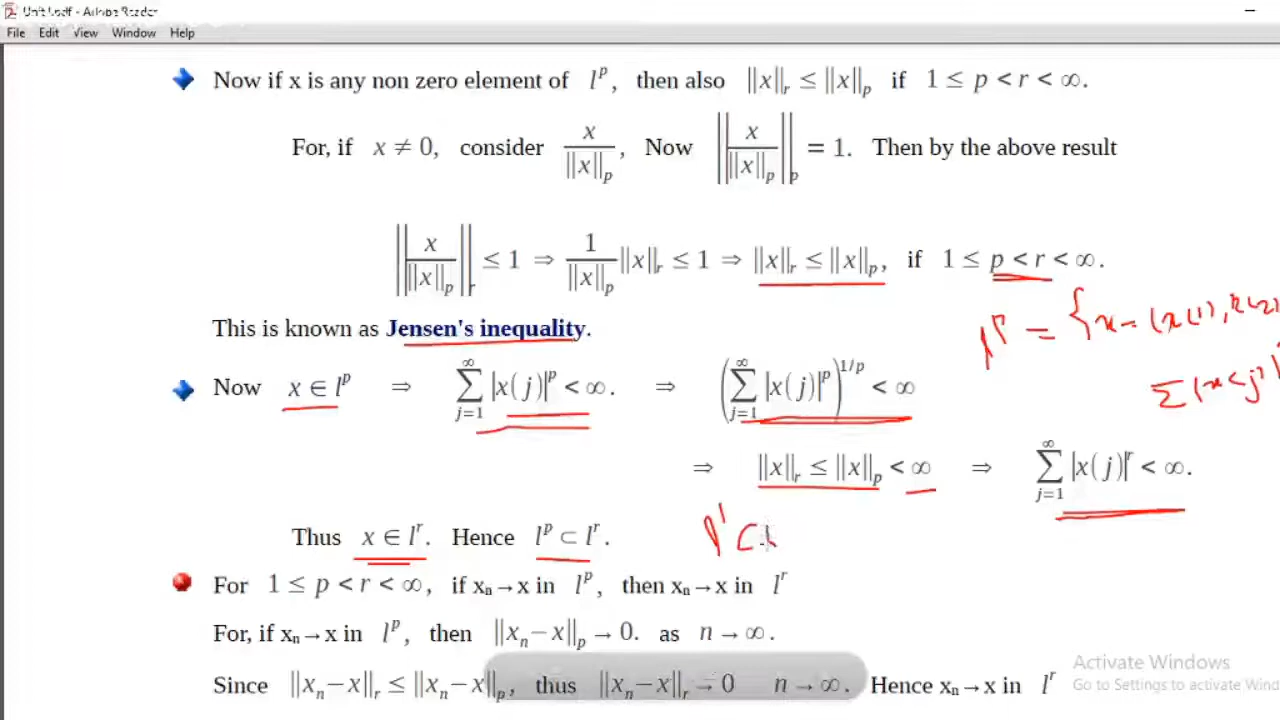 Unit I.pdf - Adobe Reader
File Edit View Window Help
Now if x is any non zero element of l^p, then also ||x||_r ≤ ||x||_p if 1 ≤ p < r < ∞.
For, if x ≠ 0, consider x/||x||_p, Now ||x/||x||_p||_p = 1. Then by the above result
||x/||x||_p||_r ≤ 1 ⇒ 1/||x||_p ||x||_r ≤ 1 ⇒ ||x||_r ≤ ||x||_p, if 1 ≤ p < r < ∞.
This is known as Jensen's inequality.
l^p = {x = (x(1), x(2)
Now x ∈ l^p ⇒ ∑_{j=1}^∞ |x(j)|^p < ∞. ⇒ (∑_{j=1}^∞ |x(j)|^p)^{1/p} < ∞
∑|x(j)|
⇒ ||x||_r ≤ ||x||_p < ∞ ⇒ ∑_{j=1}^∞ |x(j)|^r < ∞.
Thus x ∈ l^r. Hence l^p ⊂ l^r. l^1 ⊂ l
For 1 ≤ p < r < ∞, if x_n → x in l^p, then x_n → x in l^r
For, if x_n → x in l^p, then ||x_n − x||_p → 0. as n → ∞.
Since ||x_n − x||_r ≤ ||x_n − x||_p, thus ||x_n − x||_r → 0 n → ∞. Hence x_n → x in l^r
Activate Windows
Go to Settings to activate Wind